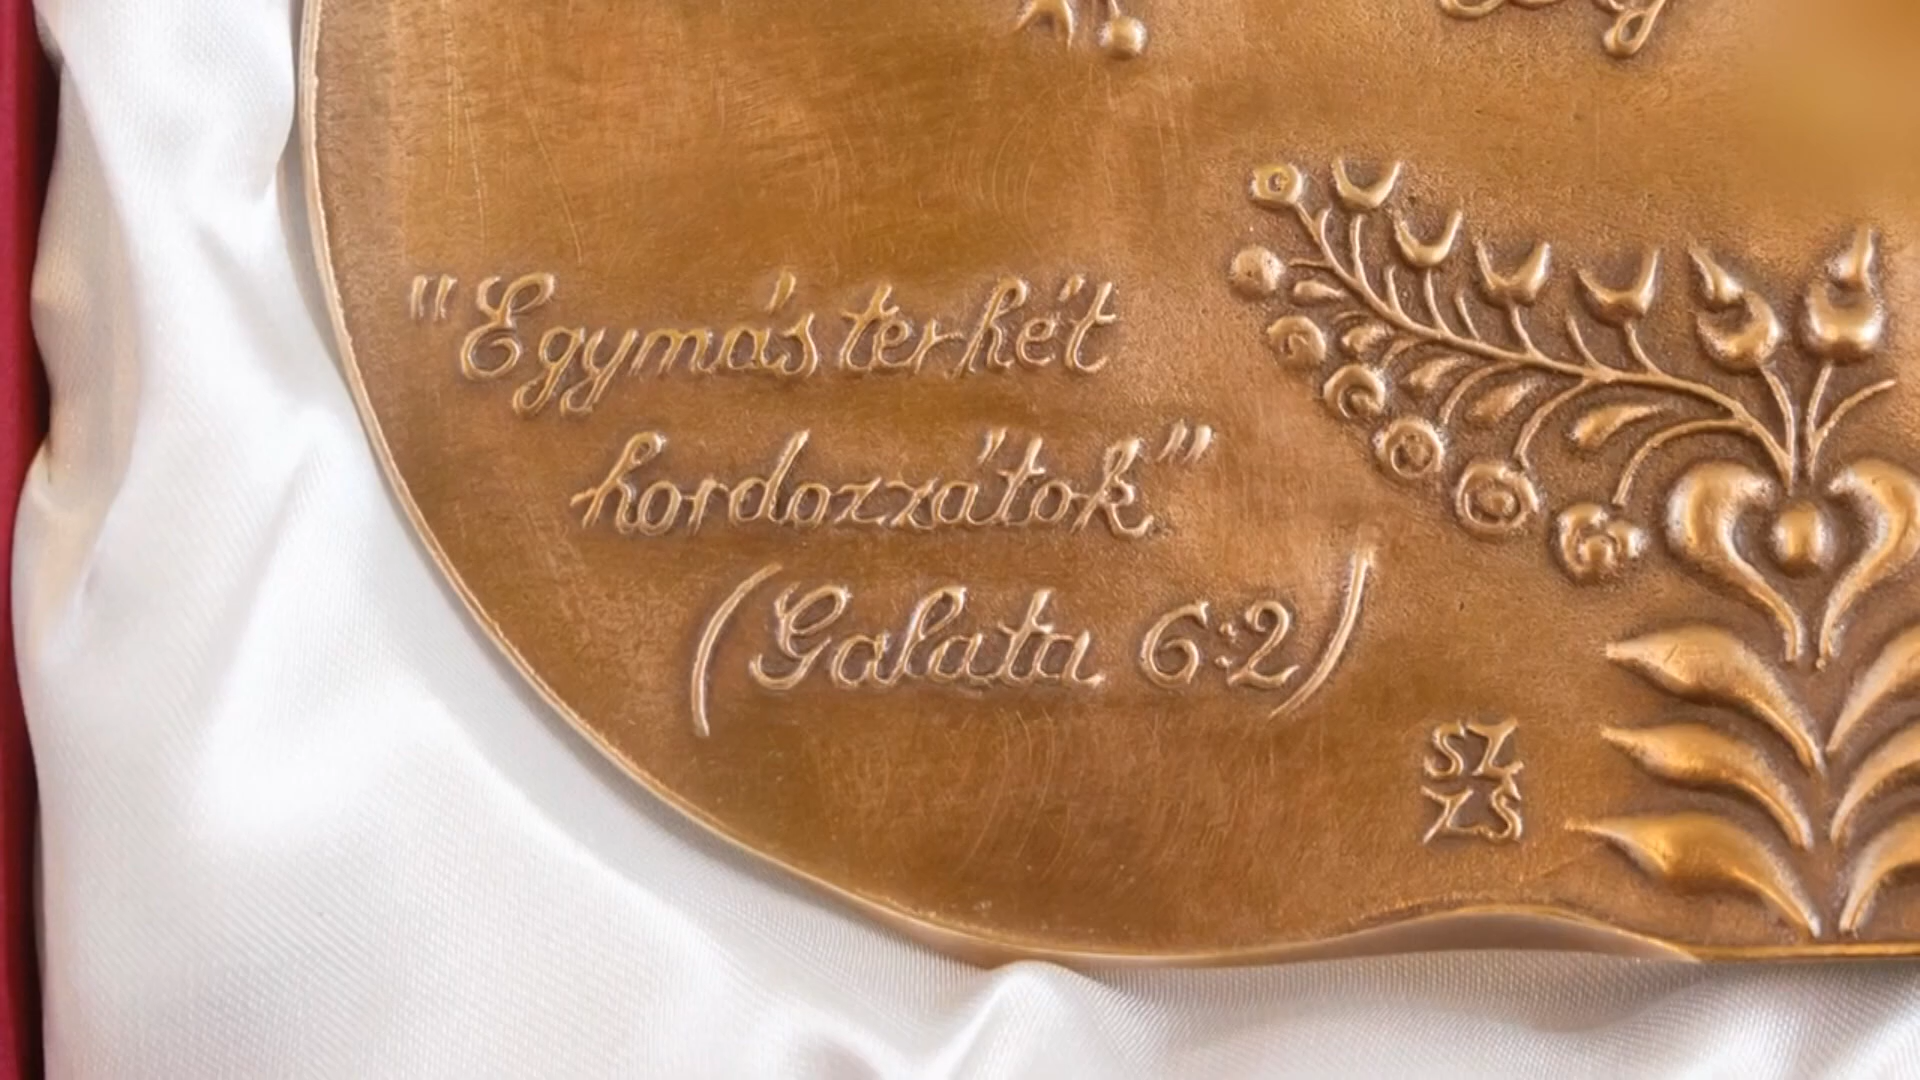 "Egymás terhét
hordozzátok"
(Galata 6:2)
SZ
ZS